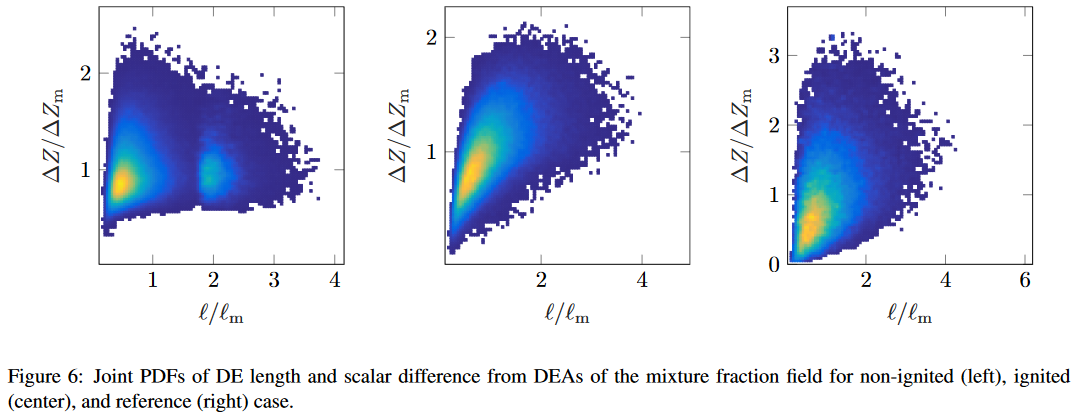 2
1
ΔZ/ΔZm
1 2 3 4
ℓ/ℓm
2
1
ΔZ/ΔZm
2 4
ℓ/ℓm
3
2
1
0
ΔZ/ΔZm
2 4 6
ℓ/ℓm
Figure 6: Joint PDFs of DE length and scalar difference from DEAs of the mixture fraction field for non-ignited (left), ignited
(center), and reference (right) case.